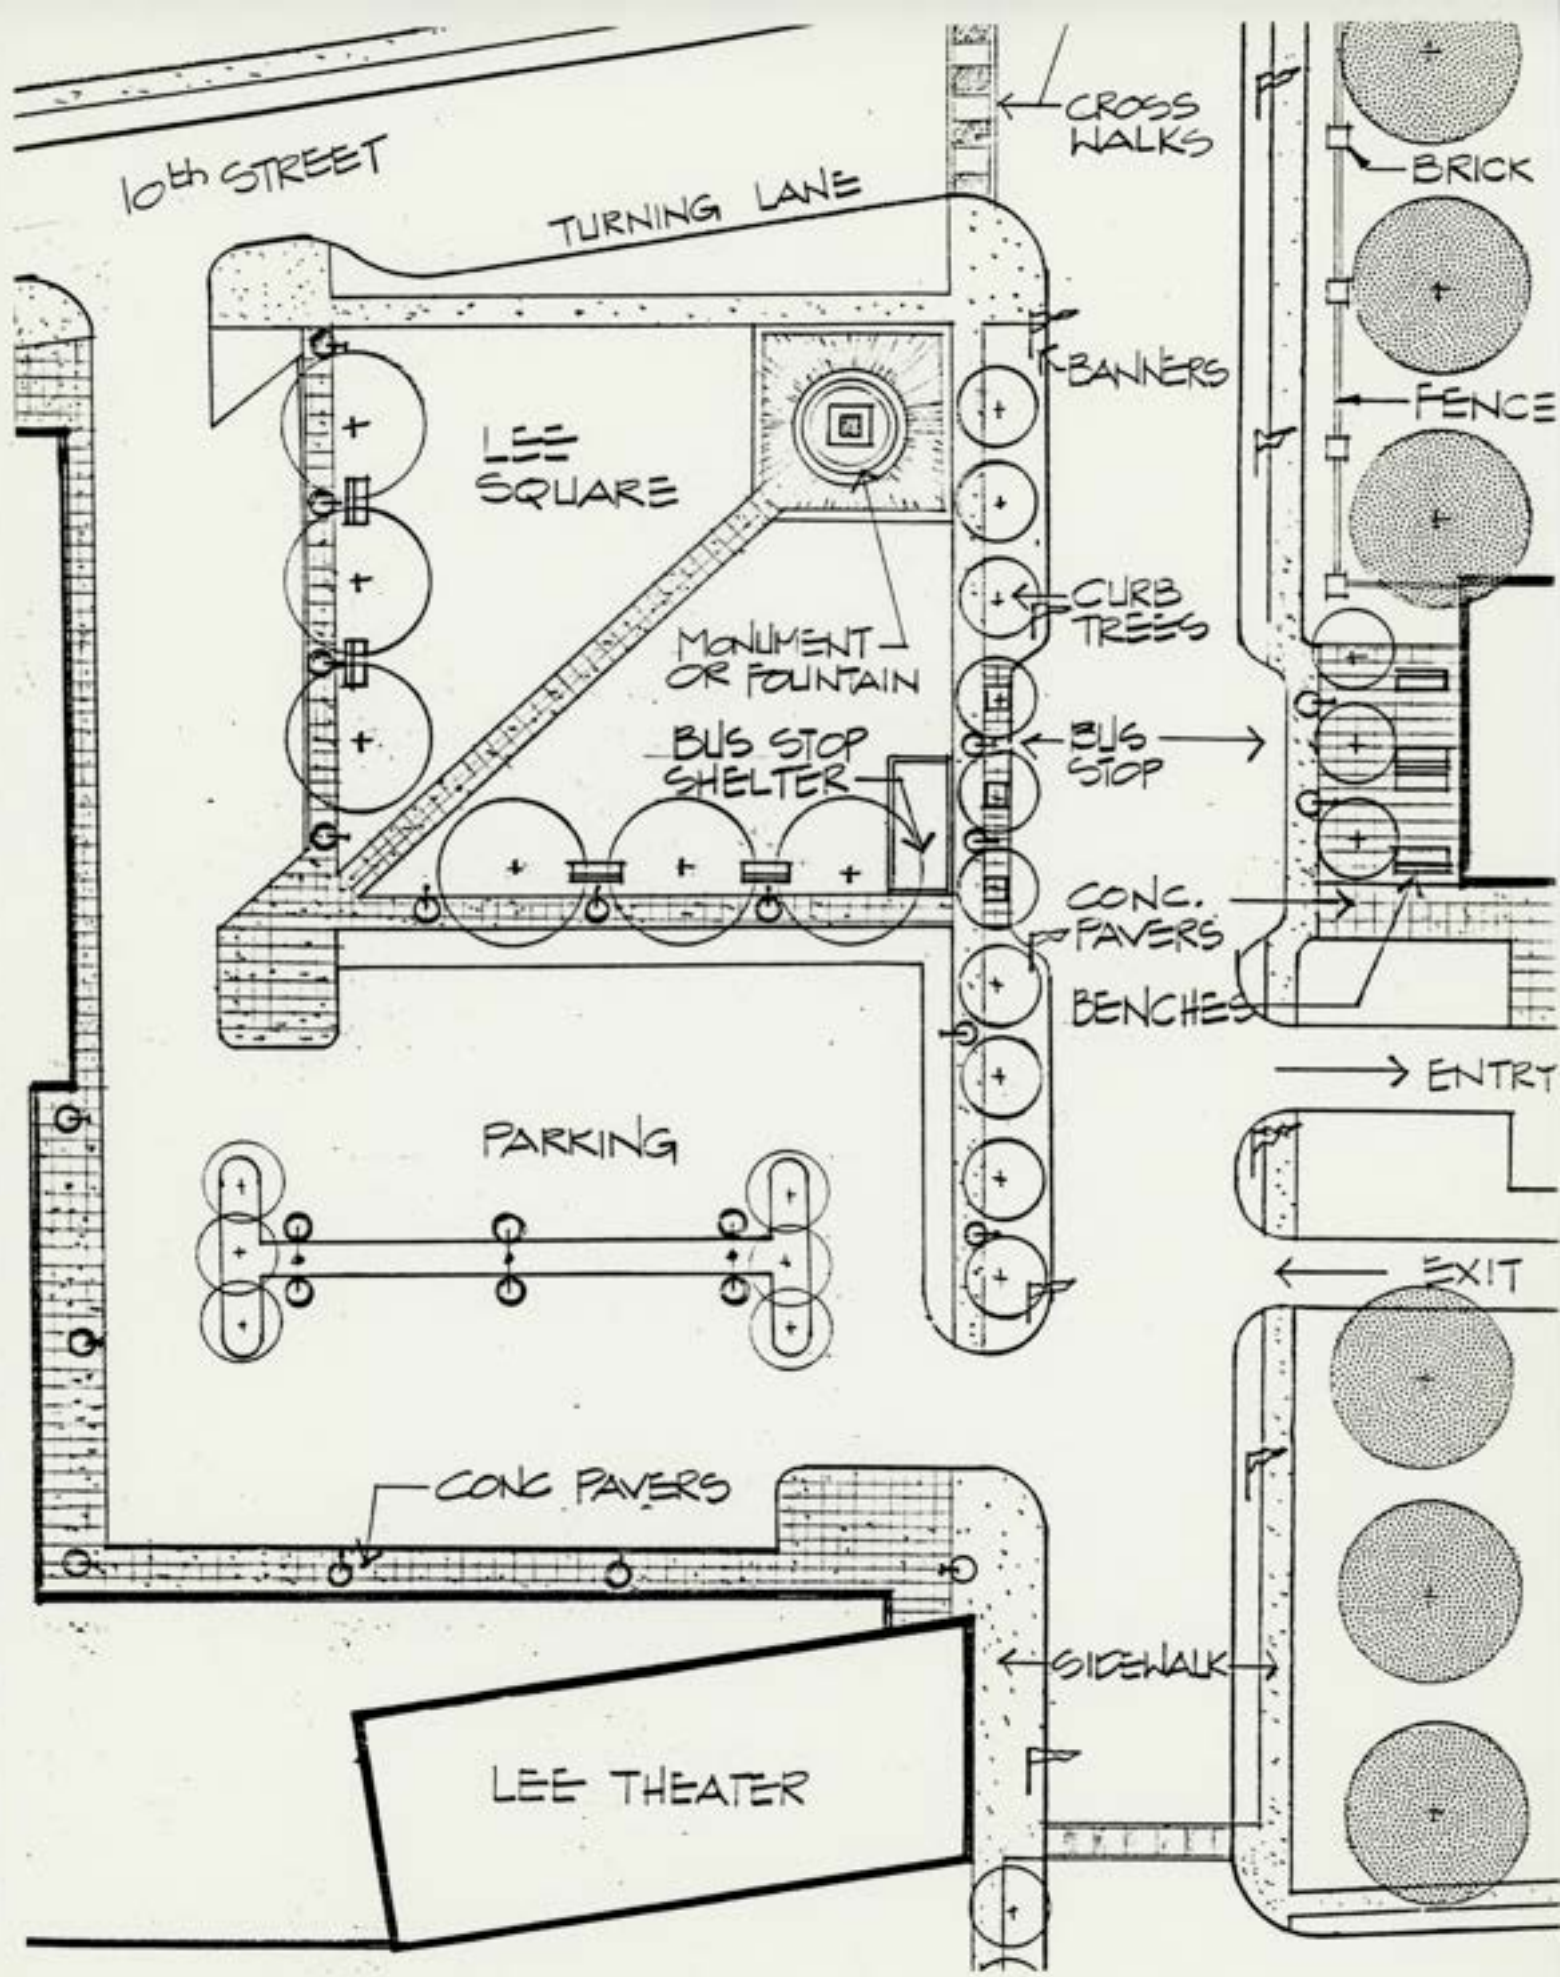 CROSS
WALKS
10th STREET
BRICK
TURNING LANE
BANNERS
FENCE
LEE
SQUARE
CURB
TREES
MONUMENT
OR FOUNTAIN
BUS STOP
SHELTER
BUS
STOP
CONC.
PAVERS
BENCHES
ENTRY
PARKING
EXIT
CONC PAVERS
SIDEWALK
LEE THEATER